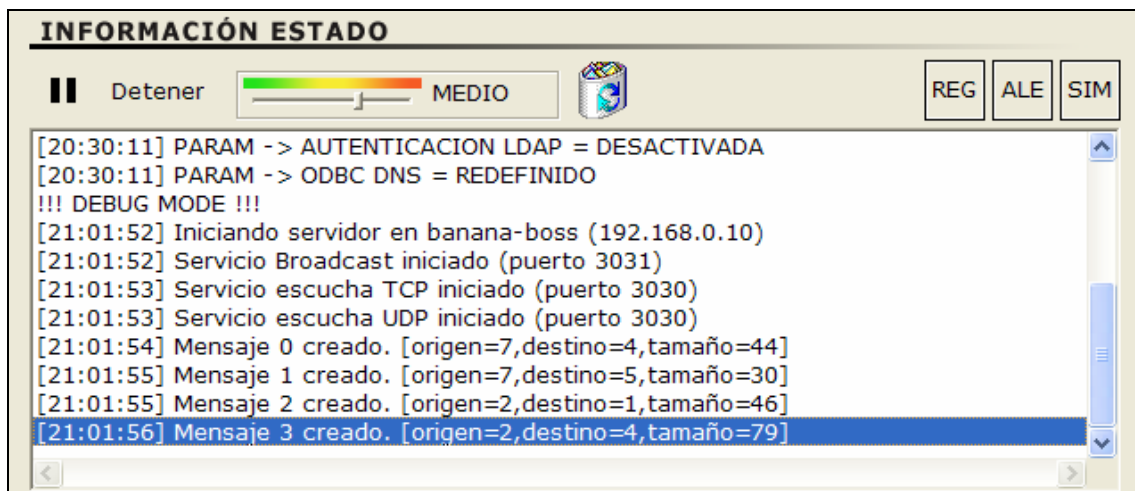 INFORMACIÓN ESTADO
Detener MEDIO REG ALE SIM
[20:30:11] PARAM -> AUTENTICACION LDAP = DESACTIVADA
[20:30:11] PARAM -> ODBC DNS = REDEFINIDO
!!! DEBUG MODE !!!
[21:01:52] Iniciando servidor en banana-boss (192.168.0.10)
[21:01:52] Servicio Broadcast iniciado (puerto 3031)
[21:01:53] Servicio escucha TCP iniciado (puerto 3030)
[21:01:53] Servicio escucha UDP iniciado (puerto 3030)
[21:01:54] Mensaje 0 creado. [origen=7,destino=4,tamaño=44]
[21:01:55] Mensaje 1 creado. [origen=7,destino=5,tamaño=30]
[21:01:55] Mensaje 2 creado. [origen=2,destino=1,tamaño=46]
[21:01:56] Mensaje 3 creado. [origen=2,destino=4,tamaño=79]